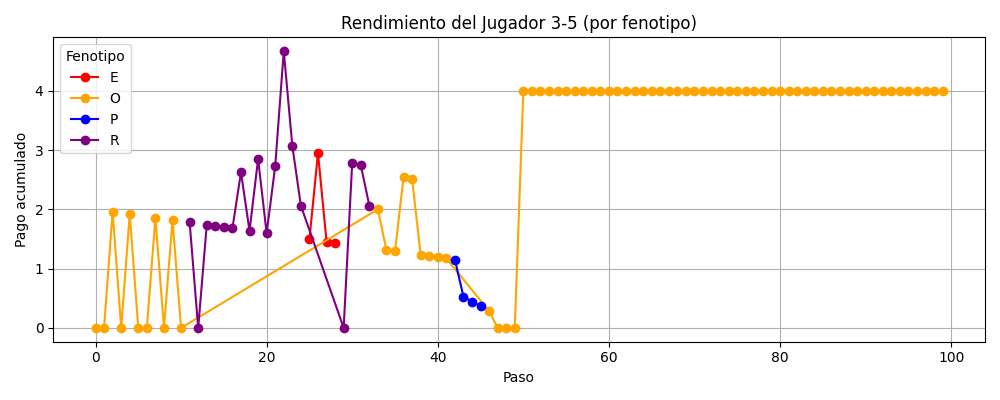 Rendimiento del Jugador 3-5 (por fenotipo)
Fenotipo
E
O
P
R
Pago acumulado
4
3
2
1
0
0
20
40
60
80
100
Paso